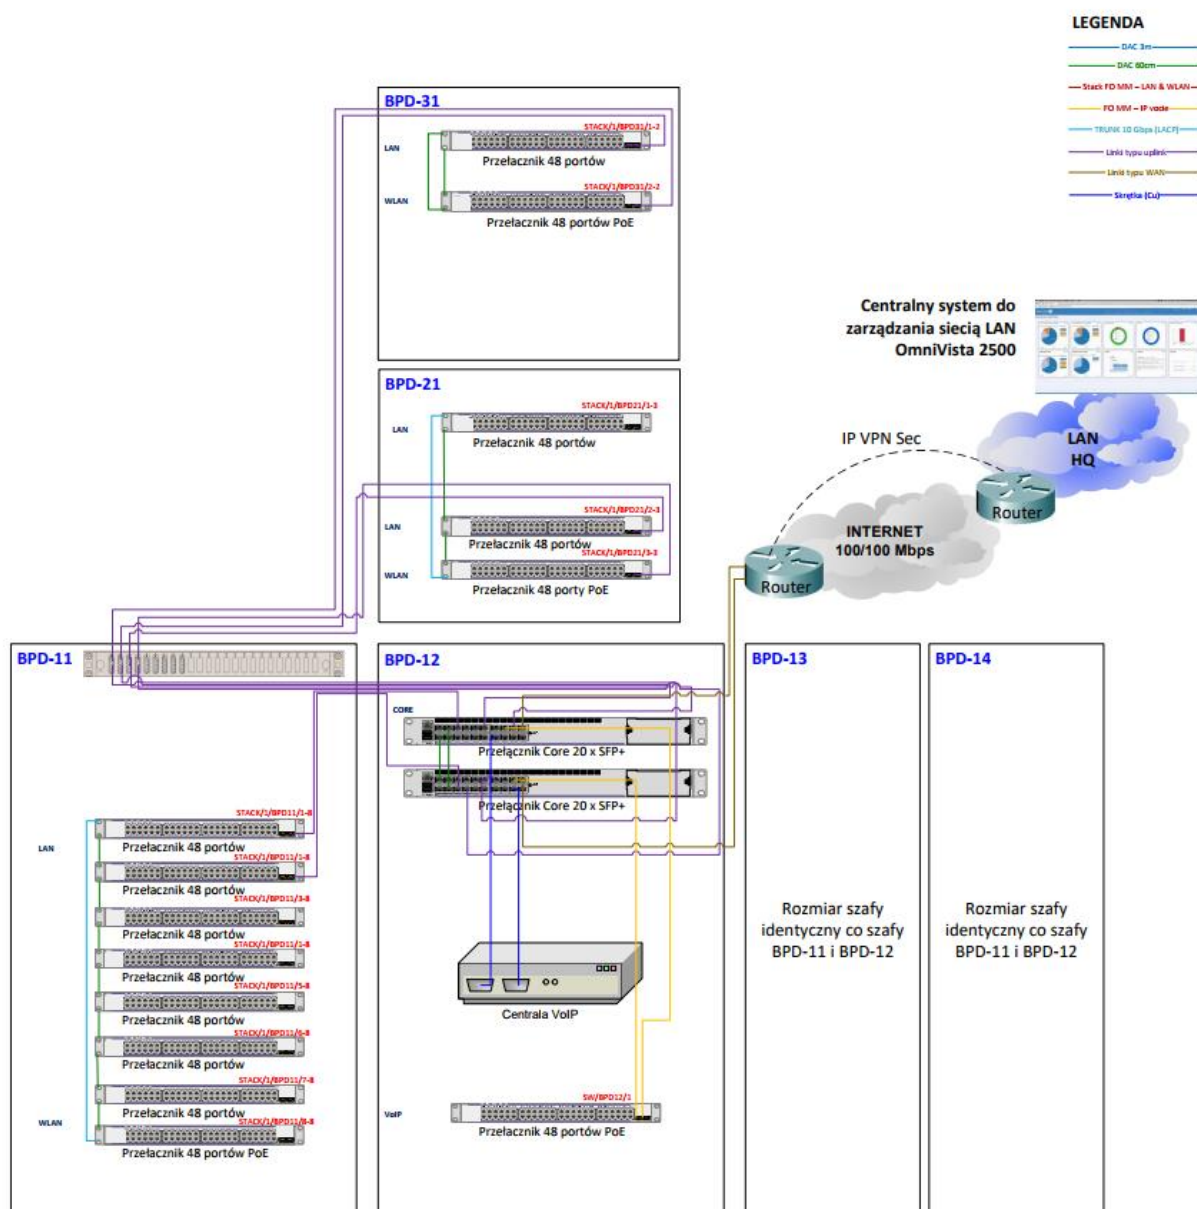 LEGENDA
DAC 3m
DAC 60cm
Stack FO MM – LAN & WLAN
FO MM – IP vocie
TRUNK 10 Gbps (LACP)
Linki typu uplink
Linki typu WAN
Skrętka (Cu)
BPD-31
STACK/1/BPD31/1-2
LAN
Przełacznik 48 portów
STACK/1/BPD31/2-2
WLAN
Przełacznik 48 portów PoE
Centralny system do
zarządzania siecią LAN
OmniVista 2500
BPD-21
STACK/1/BPD21/1-3
LAN
Przełacznik 48 portów
STACK/1/BPD21/2-3
LAN
Przełacznik 48 portów
STACK/1/BPD21/3-3
WLAN
Przełacznik 48 porty PoE
IP VPN Sec
LAN
HQ
Router
INTERNET
100/100 Mbps
Router
BPD-11
STACK/1/BPD11/1-8
LAN
Przełacznik 48 portów
STACK/1/BPD11/1-8
Przełacznik 48 portów
STACK/1/BPD11/3-8
Przełacznik 48 portów
STACK/1/BPD11/1-8
Przełacznik 48 portów
STACK/1/BPD11/5-8
Przełacznik 48 portów
STACK/1/BPD11/6-8
Przełacznik 48 portów
STACK/1/BPD11/7-8
Przełacznik 48 portów
STACK/1/BPD11/8-8
WLAN
Przełacznik 48 portów PoE
BPD-12
CORE
Przełącznik Core 20 x SFP+
Przełącznik Core 20 x SFP+
Centrala VoIP
SW/BPD12/1
VoIP
Przełacznik 48 portów PoE
BPD-13
Rozmiar szafy
identyczny co szafy
BPD-11 i BPD-12
BPD-14
Rozmiar szafy
identyczny co szafy
BPD-11 i BPD-12